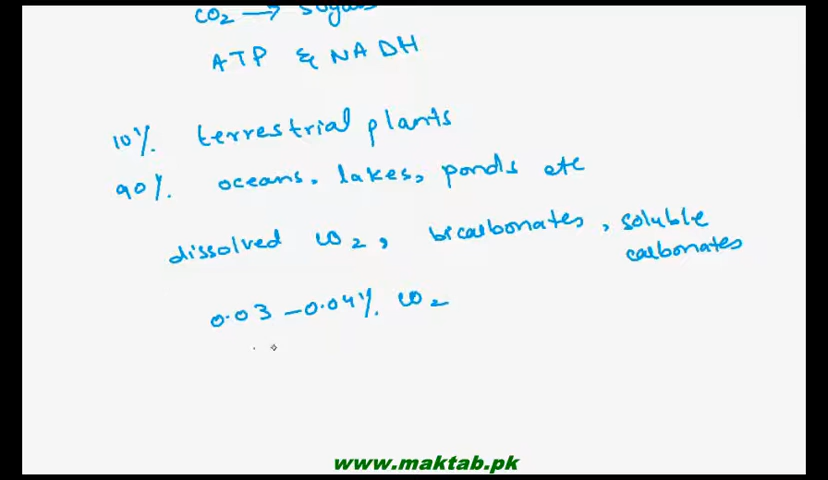 CO2 → sugars
ATP & NADH
10% terrestrial plants
90% oceans, lakes, ponds etc
dissolved CO2, bicarbonates, soluble carbonates
0.03 – 0.04% CO2
www.maktab.pk